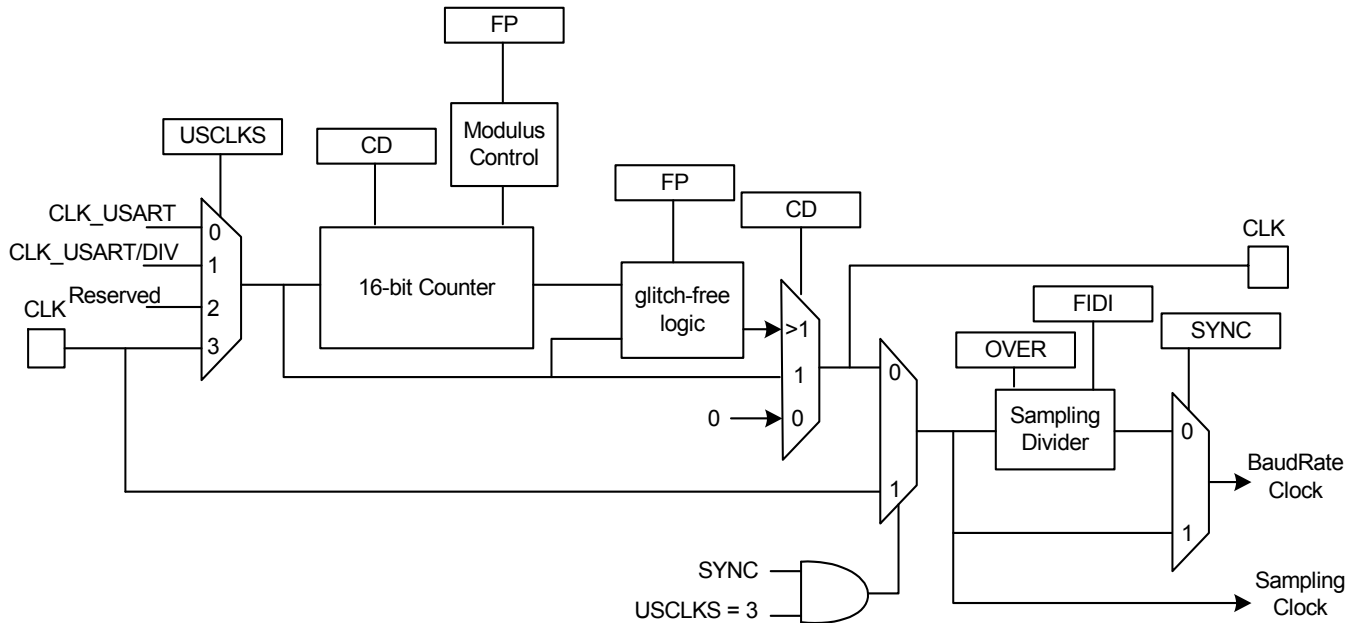 FP
USCLKS
CD
Modulus
Control
FP
CD
CLK_USART
CLK_USART/DIV
Reserved
CLK
0
1
2
3
16-bit Counter
glitch-free
logic
>1
1
0
0
CLK
FIDI
OVER
SYNC
0
1
Sampling
Divider
0
1
BaudRate
Clock
SYNC
USCLKS = 3
Sampling
Clock